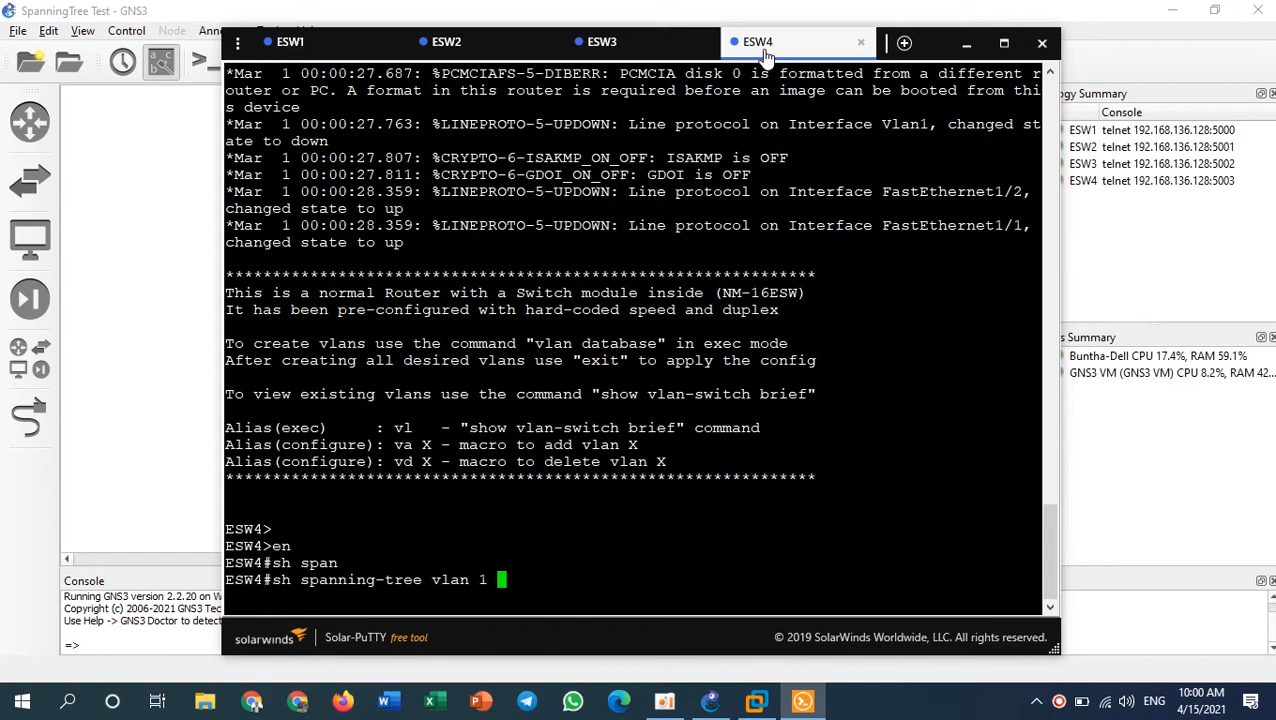 SpanningTree Test - GNS3
File Edit View Control Node
ESW1 ESW2 ESW3 ESW4
*Mar  1 00:00:27.687: %PCMCIAFS-5-DIBERR: PCMCIA disk 0 is formatted from a different r
outer or PC. A format in this router is required before an image can be booted from thi
s device
*Mar  1 00:00:27.763: %LINEPROTO-5-UPDOWN: Line protocol on Interface Vlan1, changed st
ate to down
*Mar  1 00:00:27.807: %CRYPTO-6-ISAKMP_ON_OFF: ISAKMP is OFF
*Mar  1 00:00:27.811: %CRYPTO-6-GDOI_ON_OFF: GDOI is OFF
*Mar  1 00:00:28.359: %LINEPROTO-5-UPDOWN: Line protocol on Interface FastEthernet1/2,
changed state to up
*Mar  1 00:00:28.359: %LINEPROTO-5-UPDOWN: Line protocol on Interface FastEthernet1/1,
changed state to up
***************************************************************
This is a normal Router with a Switch module inside (NM-16ESW)
It has been pre-configured with hard-coded speed and duplex
To create vlans use the command "vlan database" in exec mode
After creating all desired vlans use "exit" to apply the config
To view existing vlans use the command "show vlan-switch brief"
Alias(exec)     : vl   - "show vlan-switch brief" command
Alias(configure): va X - macro to add vlan X
Alias(configure): vd X - macro to delete vlan X
***************************************************************
ESW4>
ESW4>en
ESW4#sh span
ESW4#sh spanning-tree vlan 1
solarwinds Solar-PuTTY free tool
© 2019 SolarWinds Worldwide, LLC. All rights reserved.
ogy Summary
Console
ESW1 telnet 192.168.136.128:5000
ESW2 telnet 192.168.136.128:5001
ESW3 telnet 192.168.136.128:5002
ESW4 telnet 192.168.136.128:5003
s Summary
Buntha-Dell CPU 17.4%, RAM 59.1%
GNS3 VM (GNS3 VM) CPU 8.2%, RAM 42...
Console
Running GNS3 version 2.2.20 on W
Copyright (c) 2006-2021 GNS3 Te
Use Help -> GNS3 Doctor to detec
=>
ENG
10:00 AM
4/15/2021